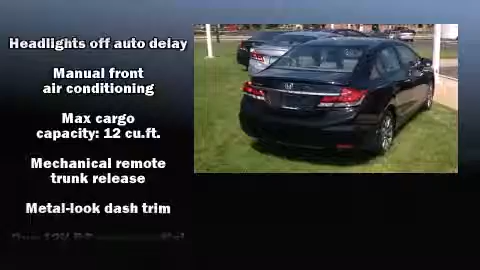 Headlights off auto delay
Manual front
air conditioning
Max cargo
capacity: 12 cu.ft.
Mechanical remote
trunk release
Metal-look dash trim